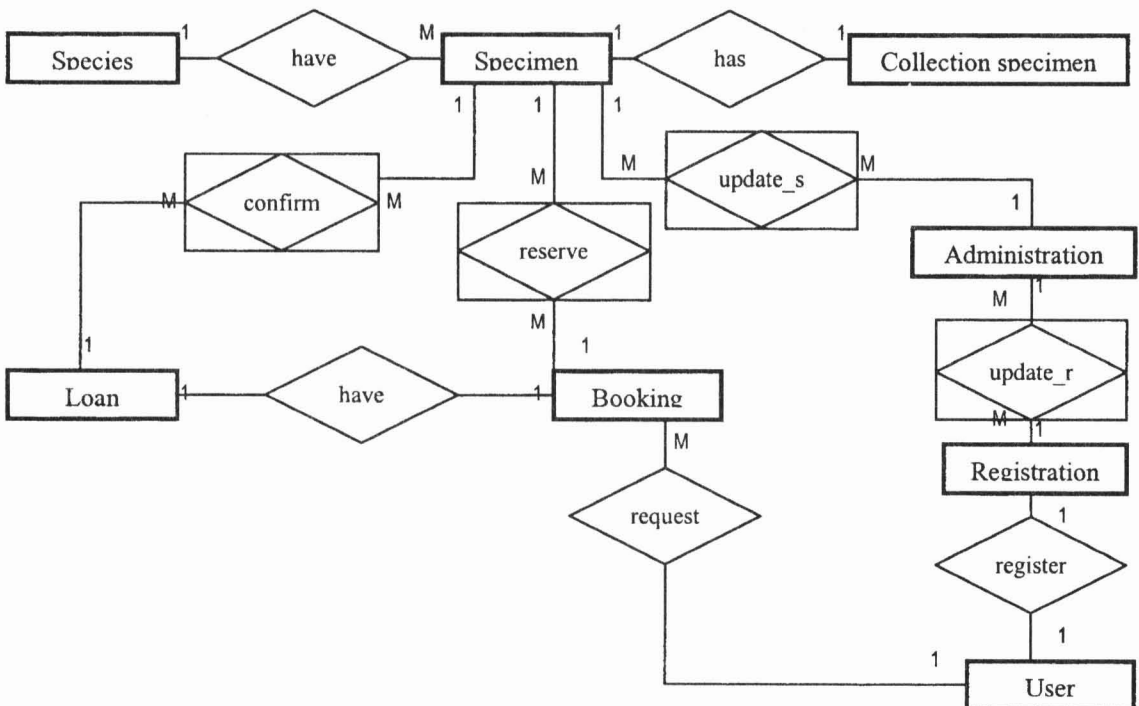 1 M 1 1
Species have Specimen has Collection specimen
1 1 1
M M
confirm M update_s
M M M
reserve 1
Administration
M 1
M
update_r
1 1 M 1
Loan 1 have 1 Booking
M Registration
request 1
register
1 1
User